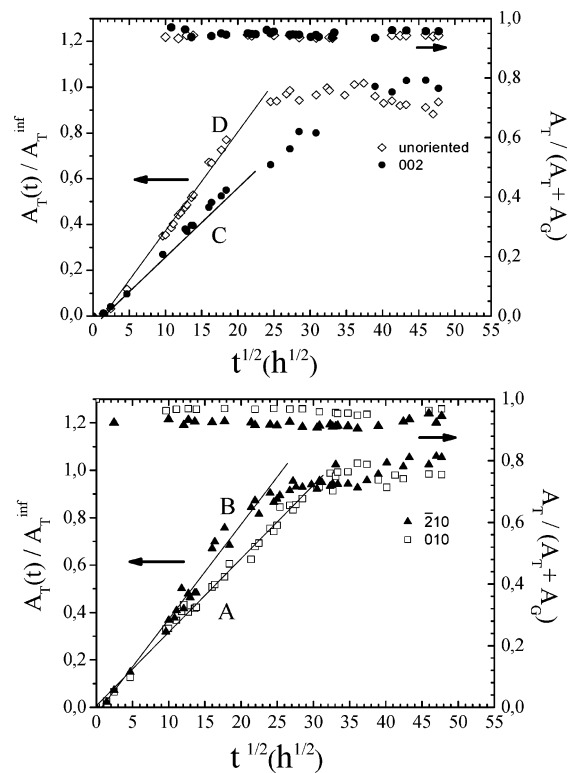 1,2
1,0
0,8
0,6
0,4
0,2
0,0
A_T(t) / A_T^inf
1,0
0,8
0,6
0,4
0,2
0,0
A_T / (A_T + A_G)
D
C
unoriented
002
0 5 10 15 20 25 30 35 40 45 50 55
t^1/2(h^1/2)
1,2
1,0
0,8
0,6
0,4
0,2
0,0
A_T(t) / A_T^inf
1,0
0,8
0,6
0,4
0,2
0,0
A_T / (A_T + A_G)
B
A
2̄10
010
0 5 10 15 20 25 30 35 40 45 50 55
t^1/2(h^1/2)